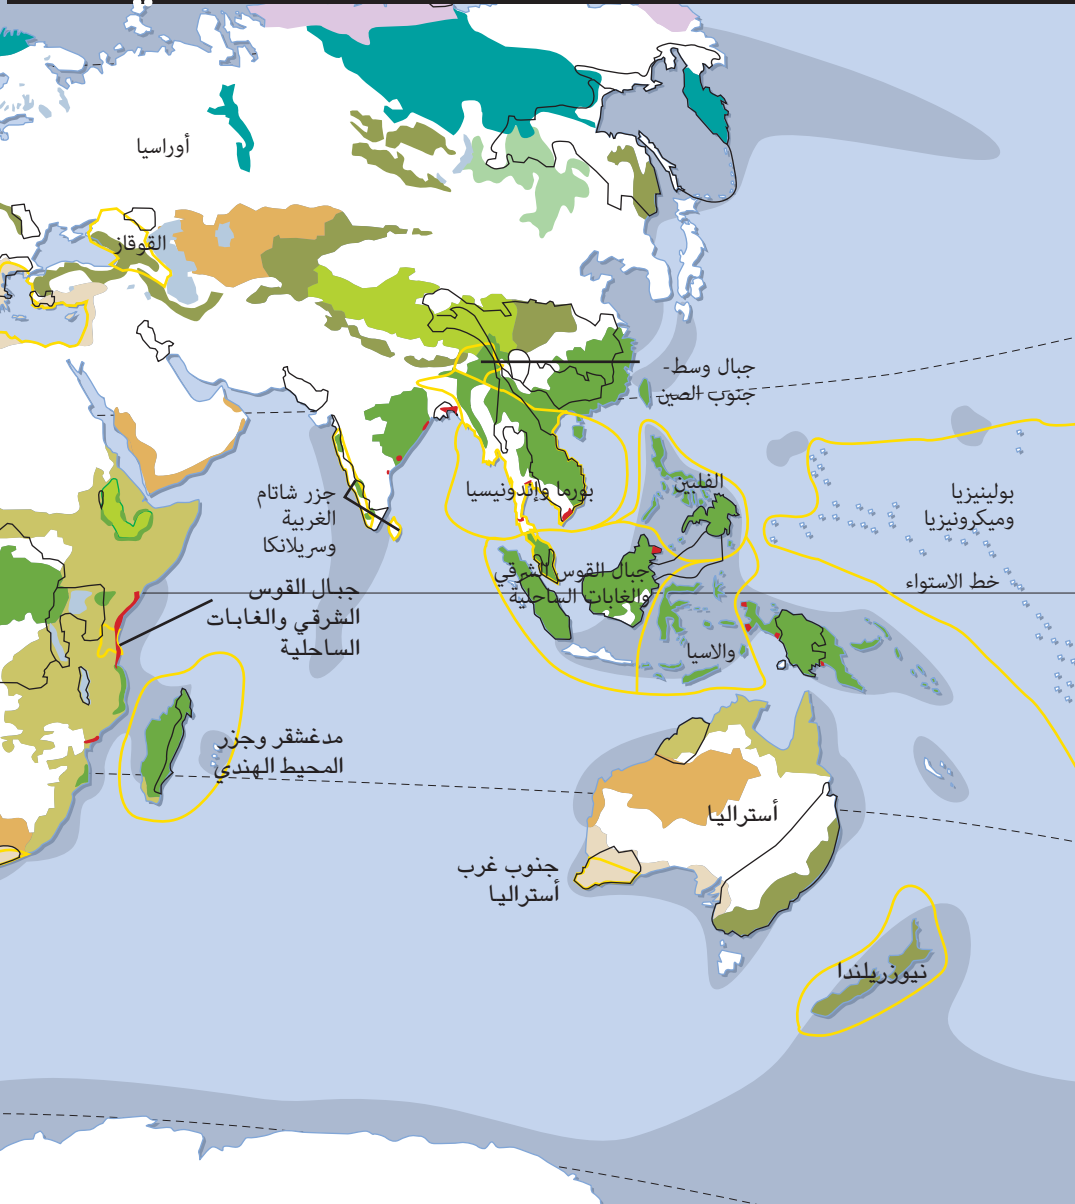 أوراسيا
القوقاز
جبال وسط-
جنوب الصين
جزر شاتام
الغربية
وسريلانكا
بورما وإندونيسيا
الفلبين
بولينيزيا
وميكرونيزيا
جبال القوس الشرقي
والغابات الساحلية
خط الاستواء
جبال القوس
الشرقي والغابات
الساحلية
والاسيا
مدغشقر وجزر
المحيط الهندي
أستراليا
جنوب غرب
أستراليا
نيوزريلندا